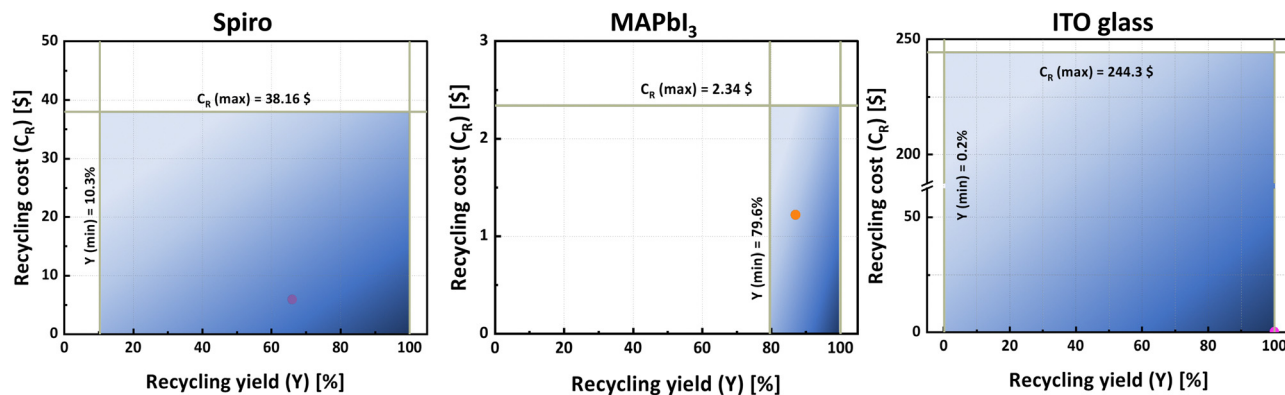 Spiro
Recycling cost (C_R) [$]
50
40
30
20
10
0
C_R (max) = 38.16 $
Y (min) = 10.3%
0 20 40 60 80 100
Recycling yield (Y) [%]
MAPbI₃
Recycling cost (C_R) [$]
3
2
1
0
C_R (max) = 2.34 $
Y (min) = 79.6%
0 20 40 60 80 100
Recycling yield (Y) [%]
ITO glass
Recycling cost (C_R) [$]
250
200
50
0
C_R (max) = 244.3 $
Y (min) = 0.2%
0 20 40 60 80 100
Recycling yield (Y) [%]